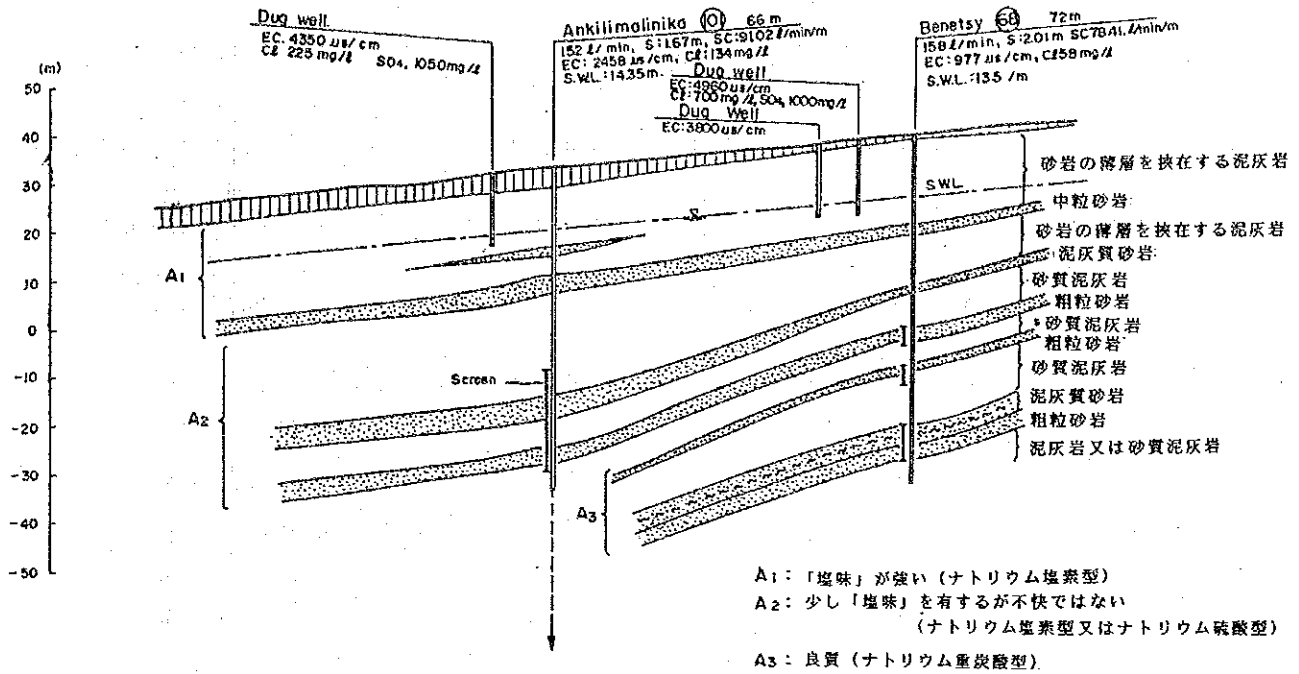 Dug well
EC. 4350 us/cm
Cl 225 mg/l SO4, 1050mg/l
Ankilimalinika 101 66 m
152 l/min, S:1.67m, SC:91.02 l/min/m
EC: 2458 us/cm, Cl:134 mg/l
S.W.L.:14.35m.
Dug well
EC:4960 us/cm
Cl:700 mg/l, SO4, 1000mg/l
Dug Well
EC:3800us/cm
Benetsy 68 72m
158 l/min, S:2.01m SC78.41. l/min/m
EC:977 us/cm, Cl58 mg/l
S.W.L.:13.5 /m
(m)
50
40
30
20
10
0
-10
-20
-30
-40
-50
A1
A2
A3
Screen
S.W.L.
砂岩の薄層を挟在する泥灰岩
中粒砂岩
砂岩の薄層を挟在する泥灰岩
泥灰質砂岩
砂質泥灰岩
粗粒砂岩
砂質泥灰岩
粗粒砂岩
砂質泥灰岩
泥灰質砂岩
粗粒砂岩
泥灰岩又は砂質泥灰岩
A1: 「塩味」が強い (ナトリウム塩素型)
A2: 少し「塩味」を有するが不快ではない
(ナトリウム塩素型又はナトリウム硫酸型)
A3: 良質 (ナトリウム重炭酸型)